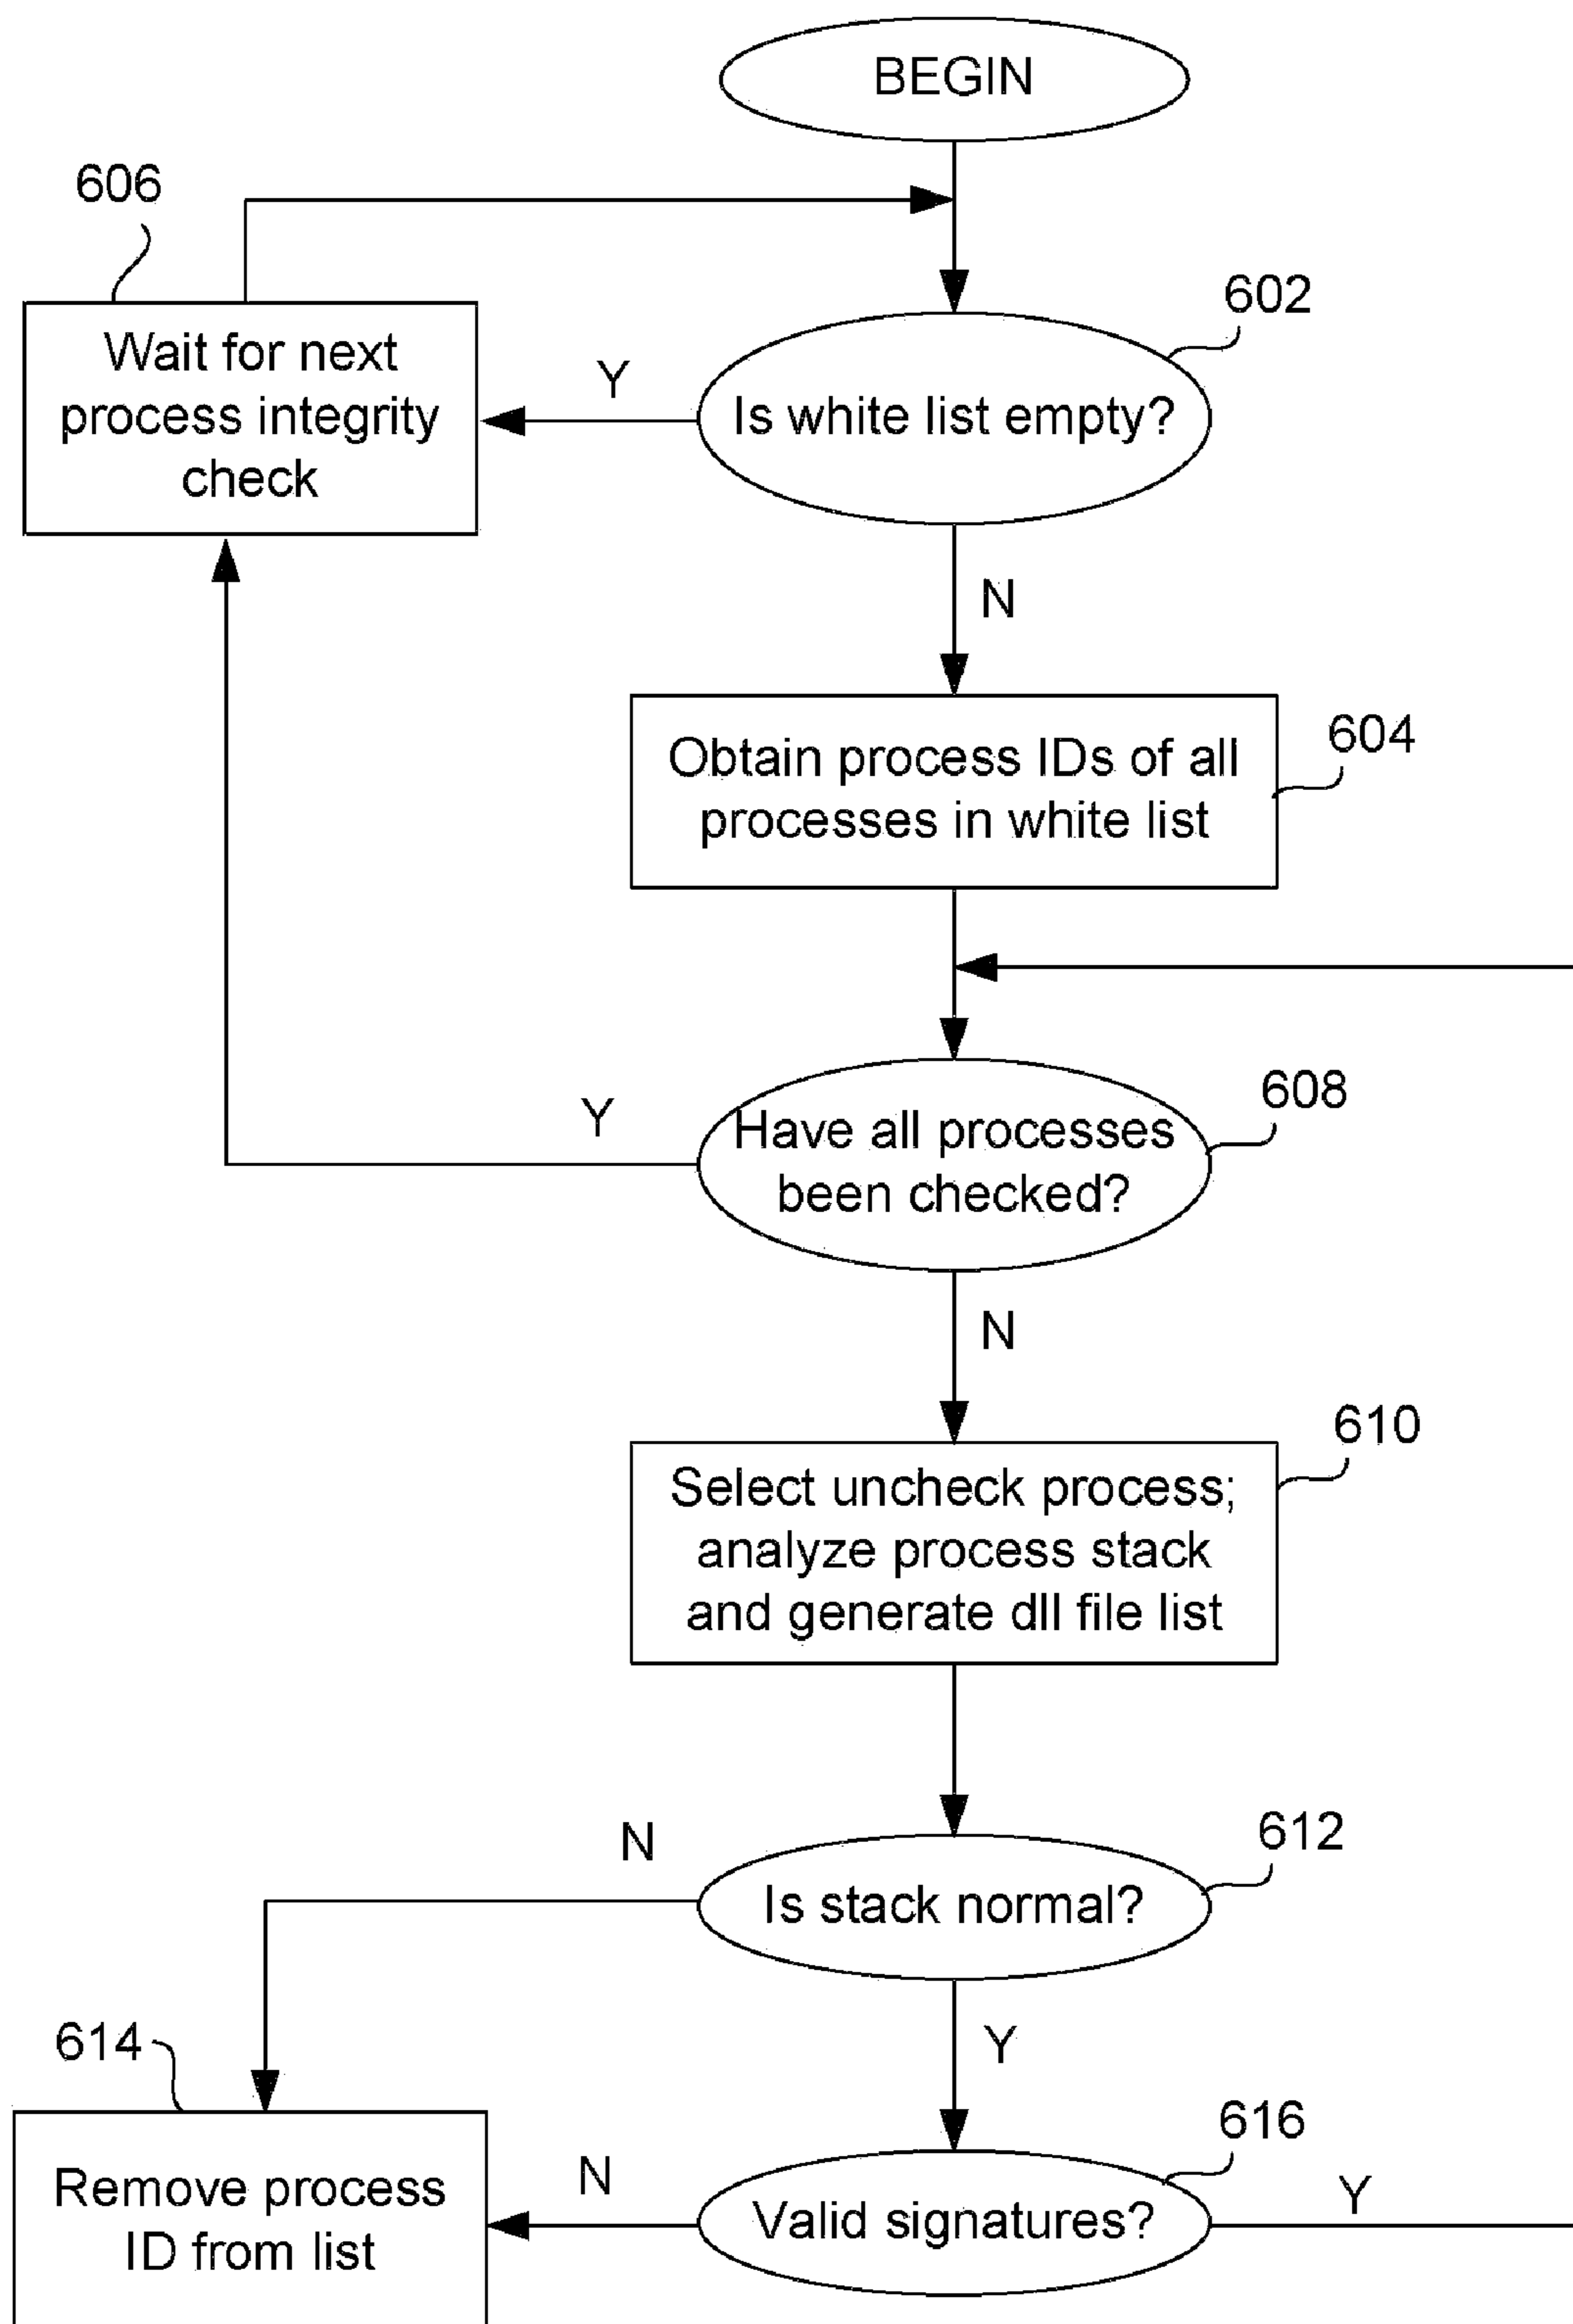 BEGIN
606
602
Wait for next
process integrity
check
Y
Is white list empty?
N
604
Obtain process IDs of all
processes in white list
608
Y
Have all processes
been checked?
N
610
Select uncheck process;
analyze process stack
and generate dll file list
612
N
Is stack normal?
614
Y
616
Remove process
ID from list
N
Valid signatures?
Y